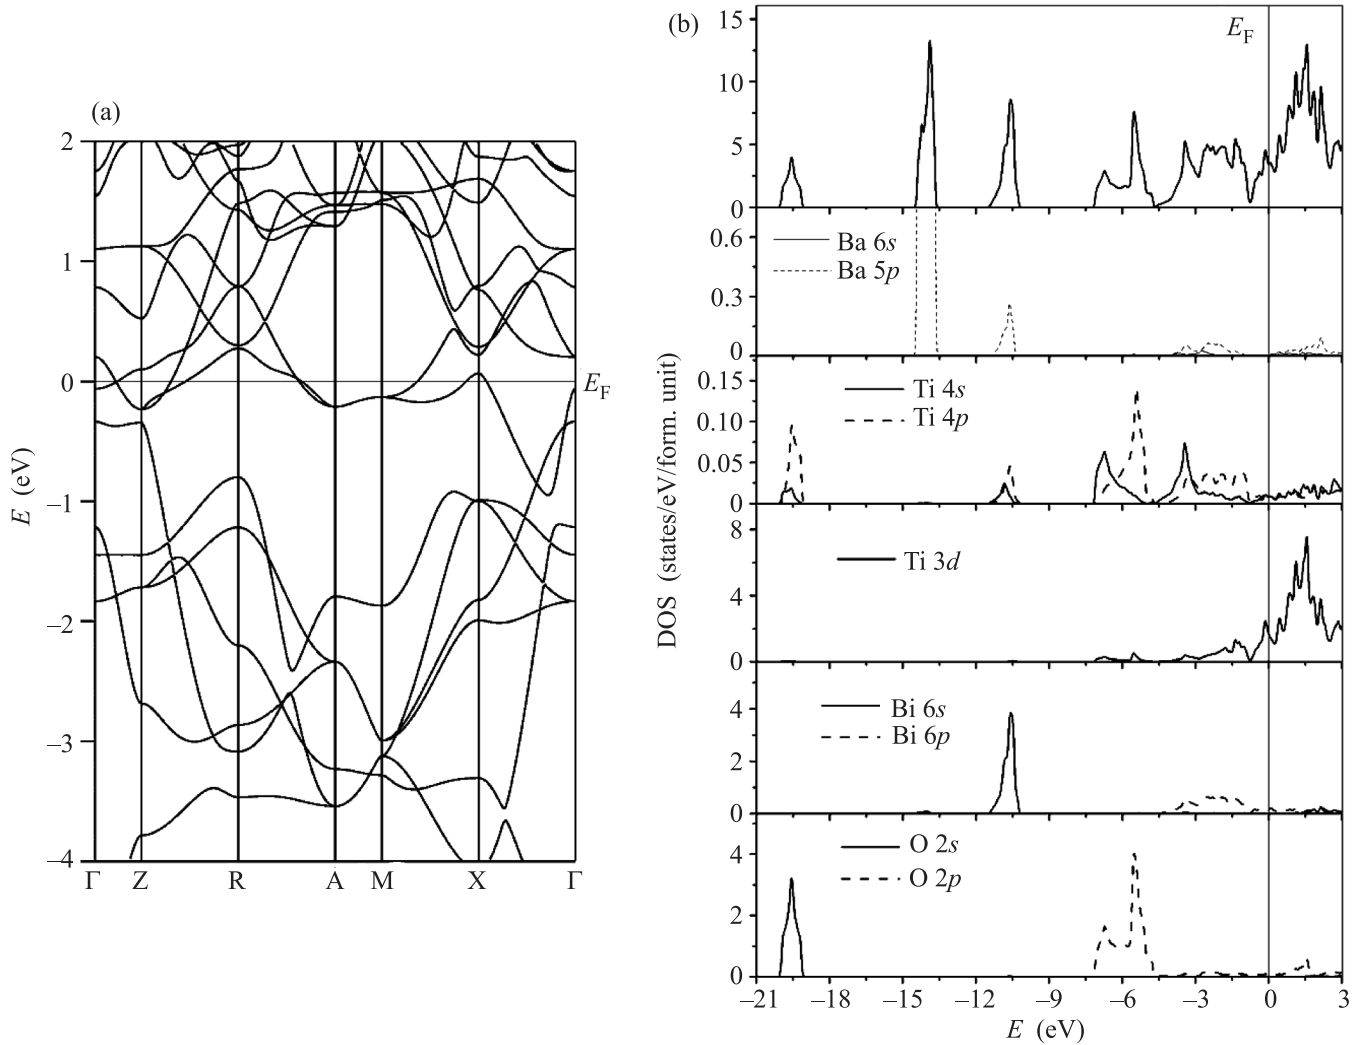 (a)
2
1
0
–1
–2
–3
–4
E (eV)
E_F
Γ Z R A M X Γ
(b)
15
10
5
0
E_F
0.6
0.3
0
Ba 6s
Ba 5p
0.15
0.10
0.05
0
Ti 4s
Ti 4p
8
4
0
Ti 3d
4
2
0
Bi 6s
Bi 6p
4
2
0
O 2s
O 2p
DOS (states/eV/form. unit)
–21 –18 –15 –12 –9 –6 –3 0 3
E (eV)